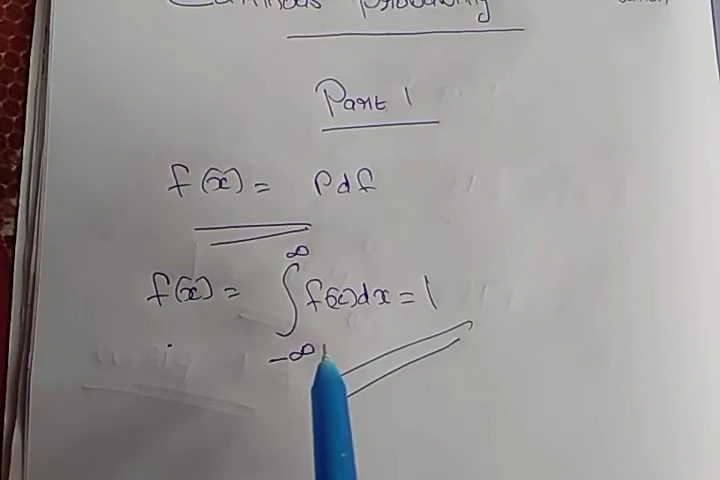 Part 1
f(x) = Pdf
f(x) = ∫_{-∞}^{∞} f(x)dx = 1